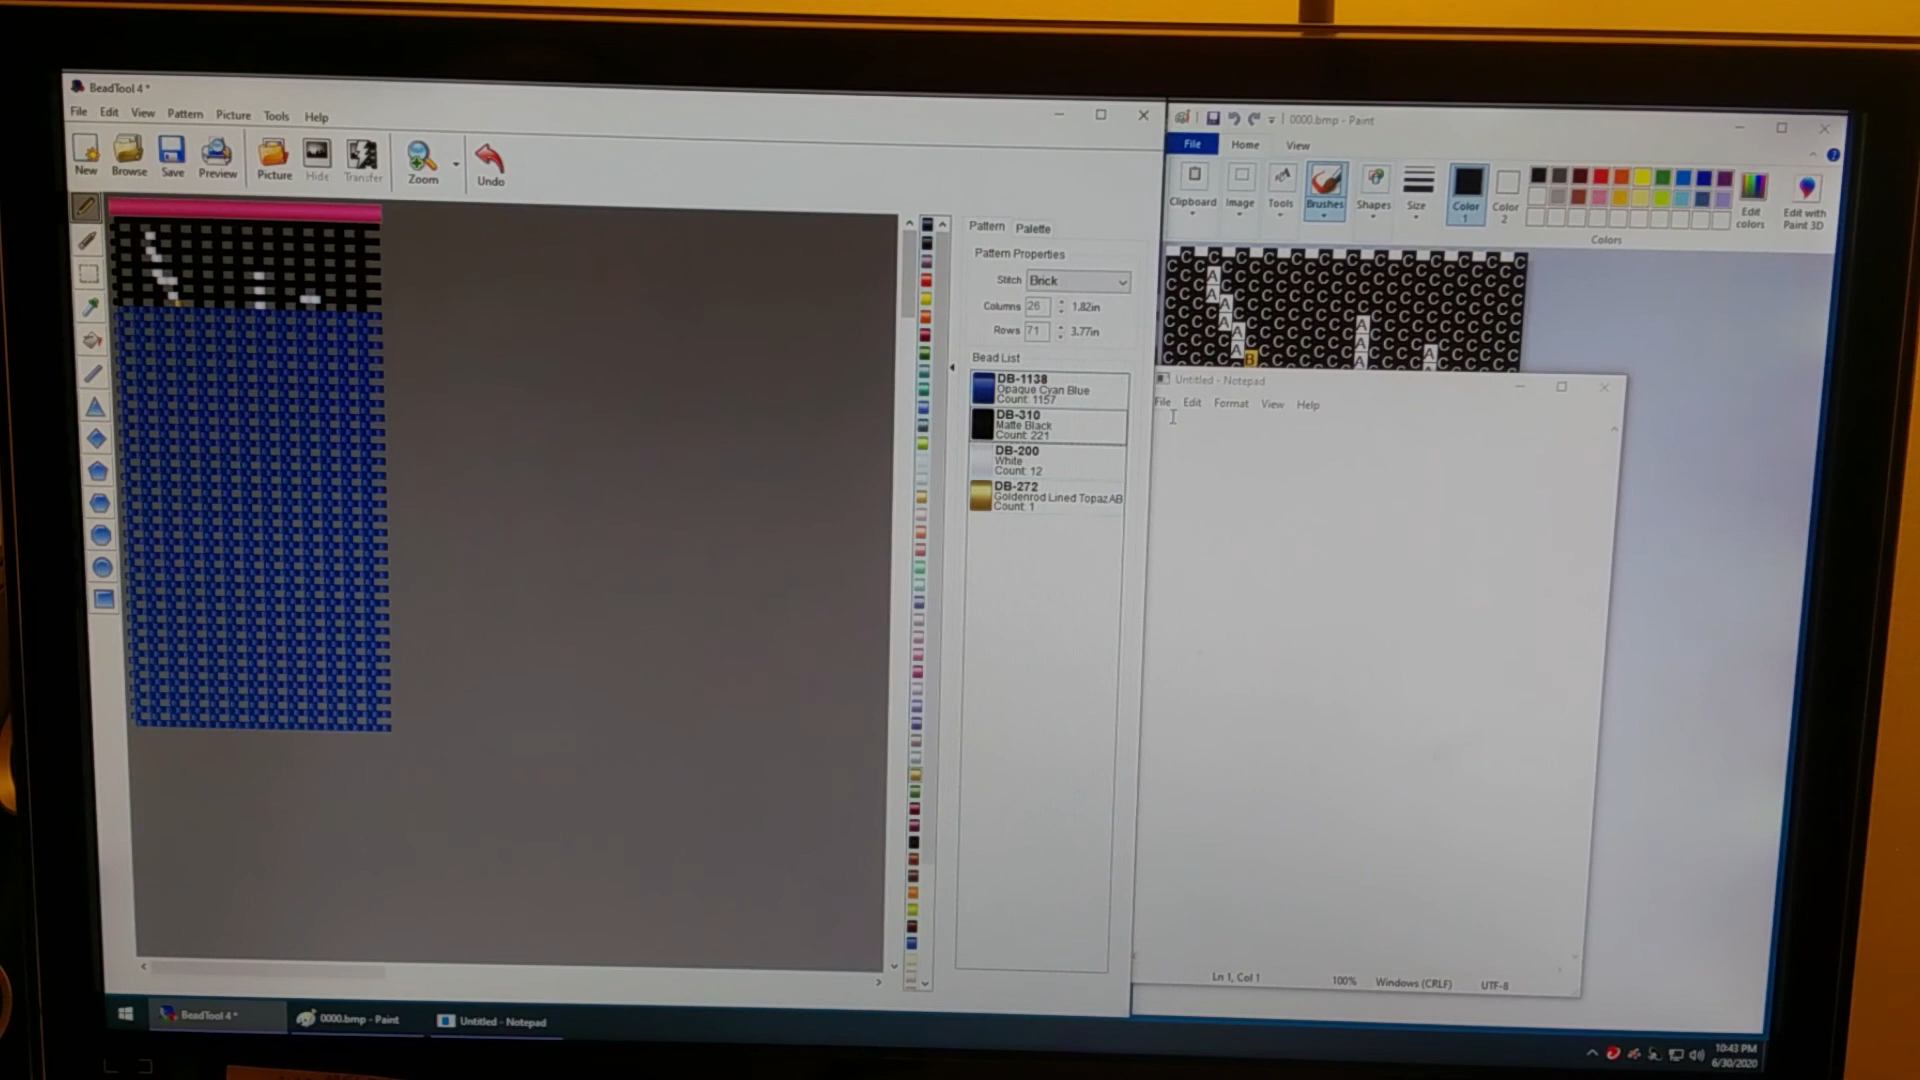 BeadTool 4 *
File Edit View Pattern Picture Tools Help
New Browse Save Preview Picture Hide Transfer Zoom Undo
Pattern Palette
Pattern Properties
Stitch Brick
Columns 26 1.82in
Rows 71 3.77in
Bead List
DB-1138
Opaque Cyan Blue
Count: 1157
DB-310
Matte Black
Count: 221
DB-200
White
Count: 12
DB-272
Goldenrod Lined Topaz AB
Count: 1
0000.bmp - Paint
File Home View
Clipboard Image Tools Brushes Shapes Size Color 1 Color 2 Edit colors Edit with Paint 3D
Colors
Untitled - Notepad
File Edit Format View Help
Ln 1, Col 1 100% Windows (CRLF) UTF-8
BeadTool 4 * 0000.bmp - Paint Untitled - Notepad
10:43 PM
6/30/2020